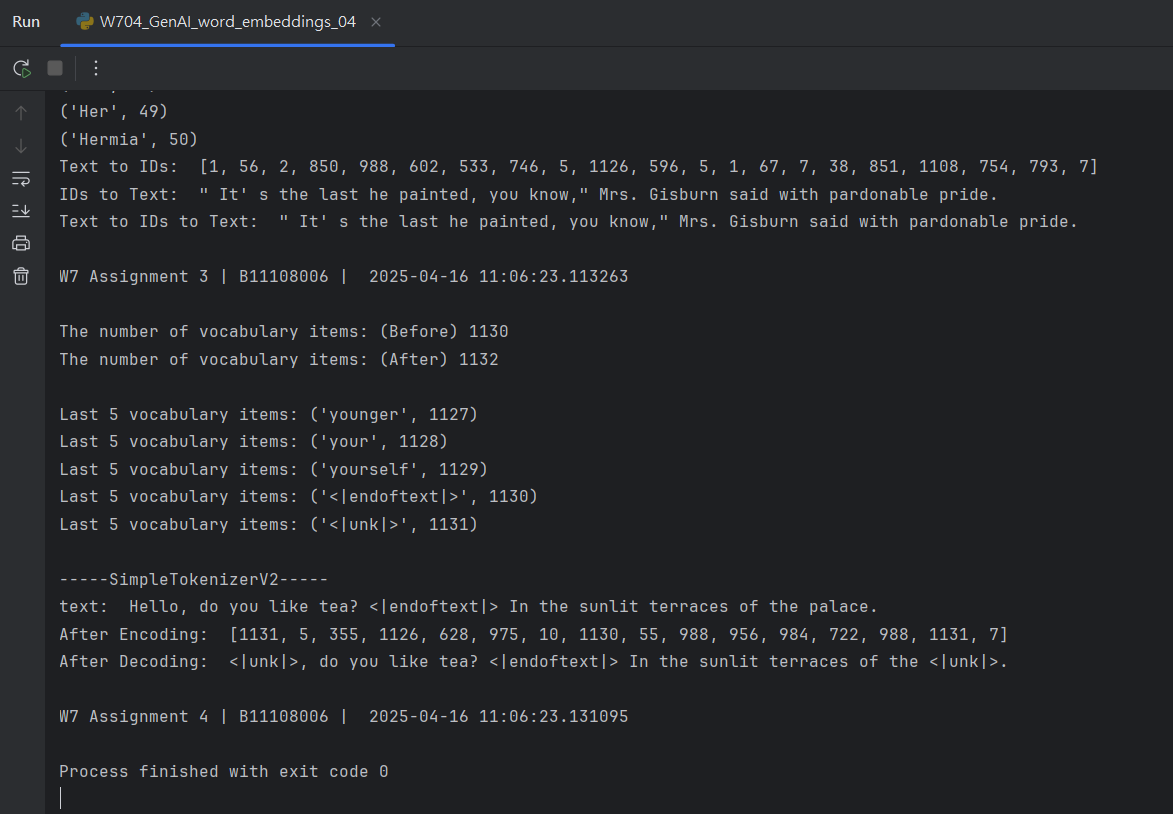 Run W704_GenAI_word_embeddings_04
('Her', 49)
('Hermia', 50)
Text to IDs:  [1, 56, 2, 850, 988, 602, 533, 746, 5, 1126, 596, 5, 1, 67, 7, 38, 851, 1108, 754, 793, 7]
IDs to Text:  " It' s the last he painted, you know," Mrs. Gisburn said with pardonable pride.
Text to IDs to Text:  " It' s the last he painted, you know," Mrs. Gisburn said with pardonable pride.
W7 Assignment 3 | B11108006 |  2025-04-16 11:06:23.113263
The number of vocabulary items: (Before) 1130
The number of vocabulary items: (After) 1132
Last 5 vocabulary items: ('younger', 1127)
Last 5 vocabulary items: ('your', 1128)
Last 5 vocabulary items: ('yourself', 1129)
Last 5 vocabulary items: ('<|endoftext|>', 1130)
Last 5 vocabulary items: ('<|unk|>', 1131)
-----SimpleTokenizerV2-----
text:  Hello, do you like tea? <|endoftext|> In the sunlit terraces of the palace.
After Encoding:  [1131, 5, 355, 1126, 628, 975, 10, 1130, 55, 988, 956, 984, 722, 988, 1131, 7]
After Decoding:  <|unk|>, do you like tea? <|endoftext|> In the sunlit terraces of the <|unk|>.
W7 Assignment 4 | B11108006 |  2025-04-16 11:06:23.131095
Process finished with exit code 0